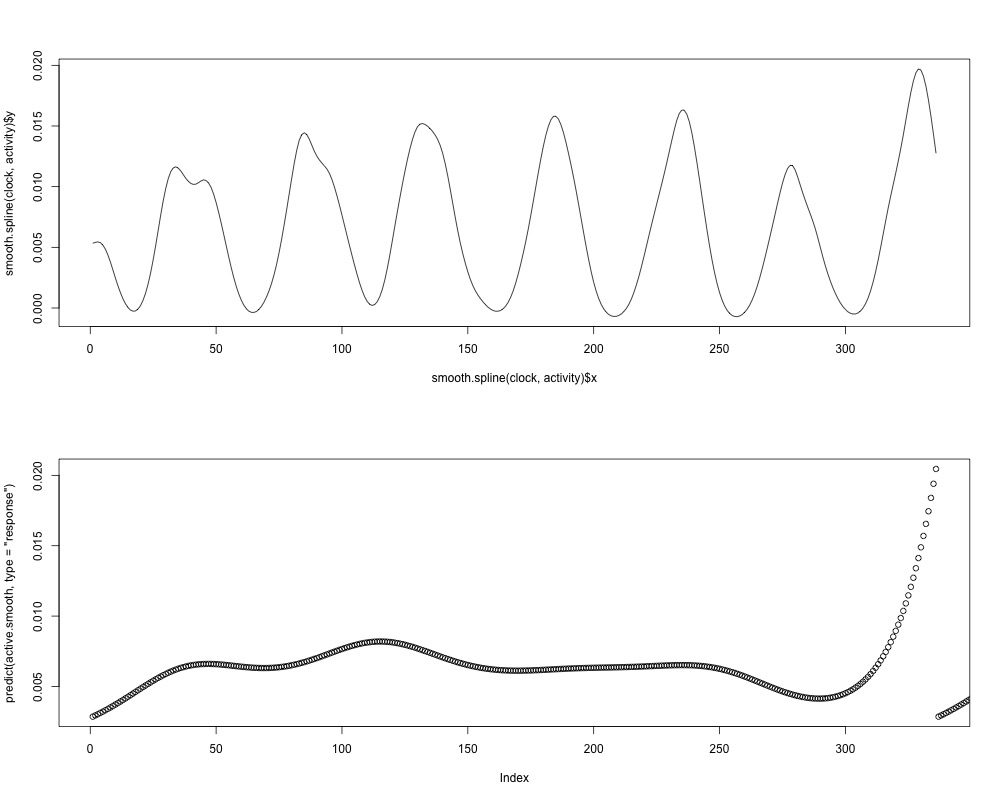 smooth.spline(clock, activity)$y
0.020
0.015
0.010
0.005
0.000
0 50 100 150 200 250 300
smooth.spline(clock, activity)$x
predict(active.smooth, type = "response")
0.020
0.015
0.010
0.005
0 50 100 150 200 250 300
Index